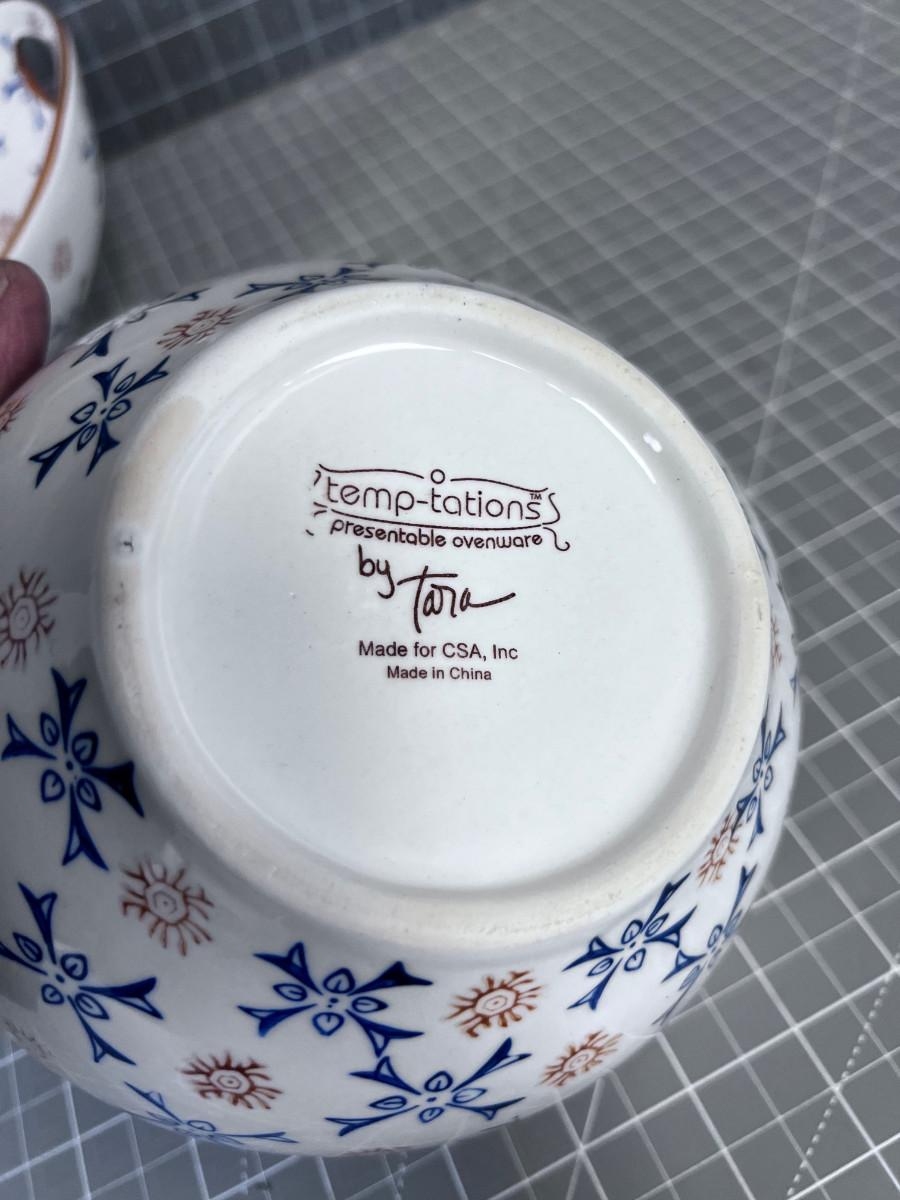 temp-tations™
presentable ovenware
by Tara
Made for CSA, Inc
Made in China